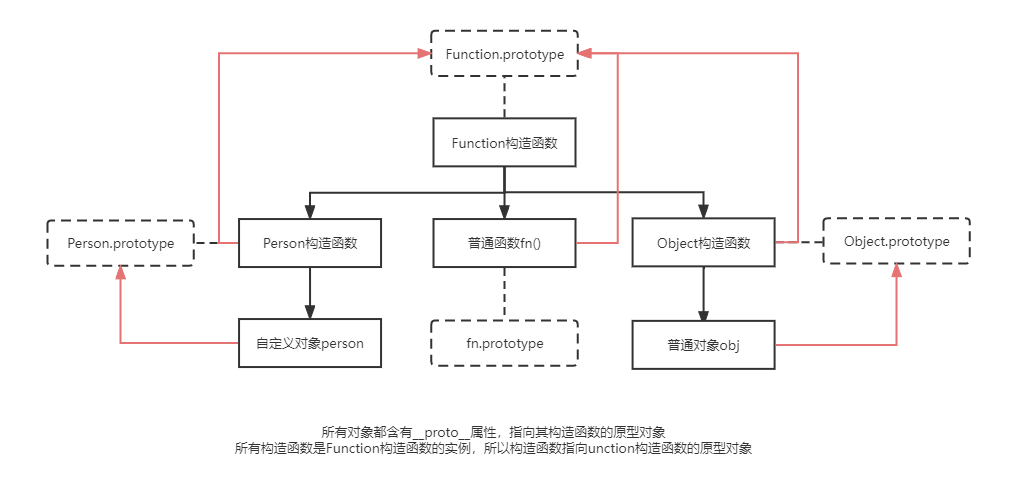 Function.prototype
Function构造函数
Person.prototype
Person构造函数
普通函数fn()
Object构造函数
Object.prototype
自定义对象person
fn.prototype
普通对象obj
所有对象都含有__proto__属性，指向其构造函数的原型对象
所有构造函数是Function构造函数的实例，所以构造函数指向unction构造函数的原型对象